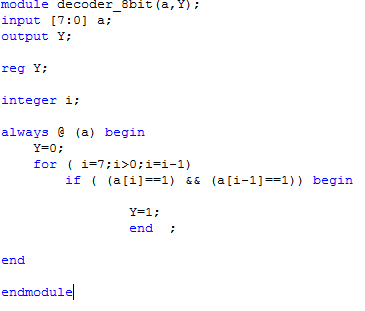 module decoder_8bit(a,Y);
input [7:0] a;
output Y;
reg Y;
integer i;
always @ (a) begin
Y=0;
for ( i=7;i>0;i=i-1)
if ( (a[i]==1) && (a[i-1]==1)) begin
Y=1;
end ;
end
endmodule